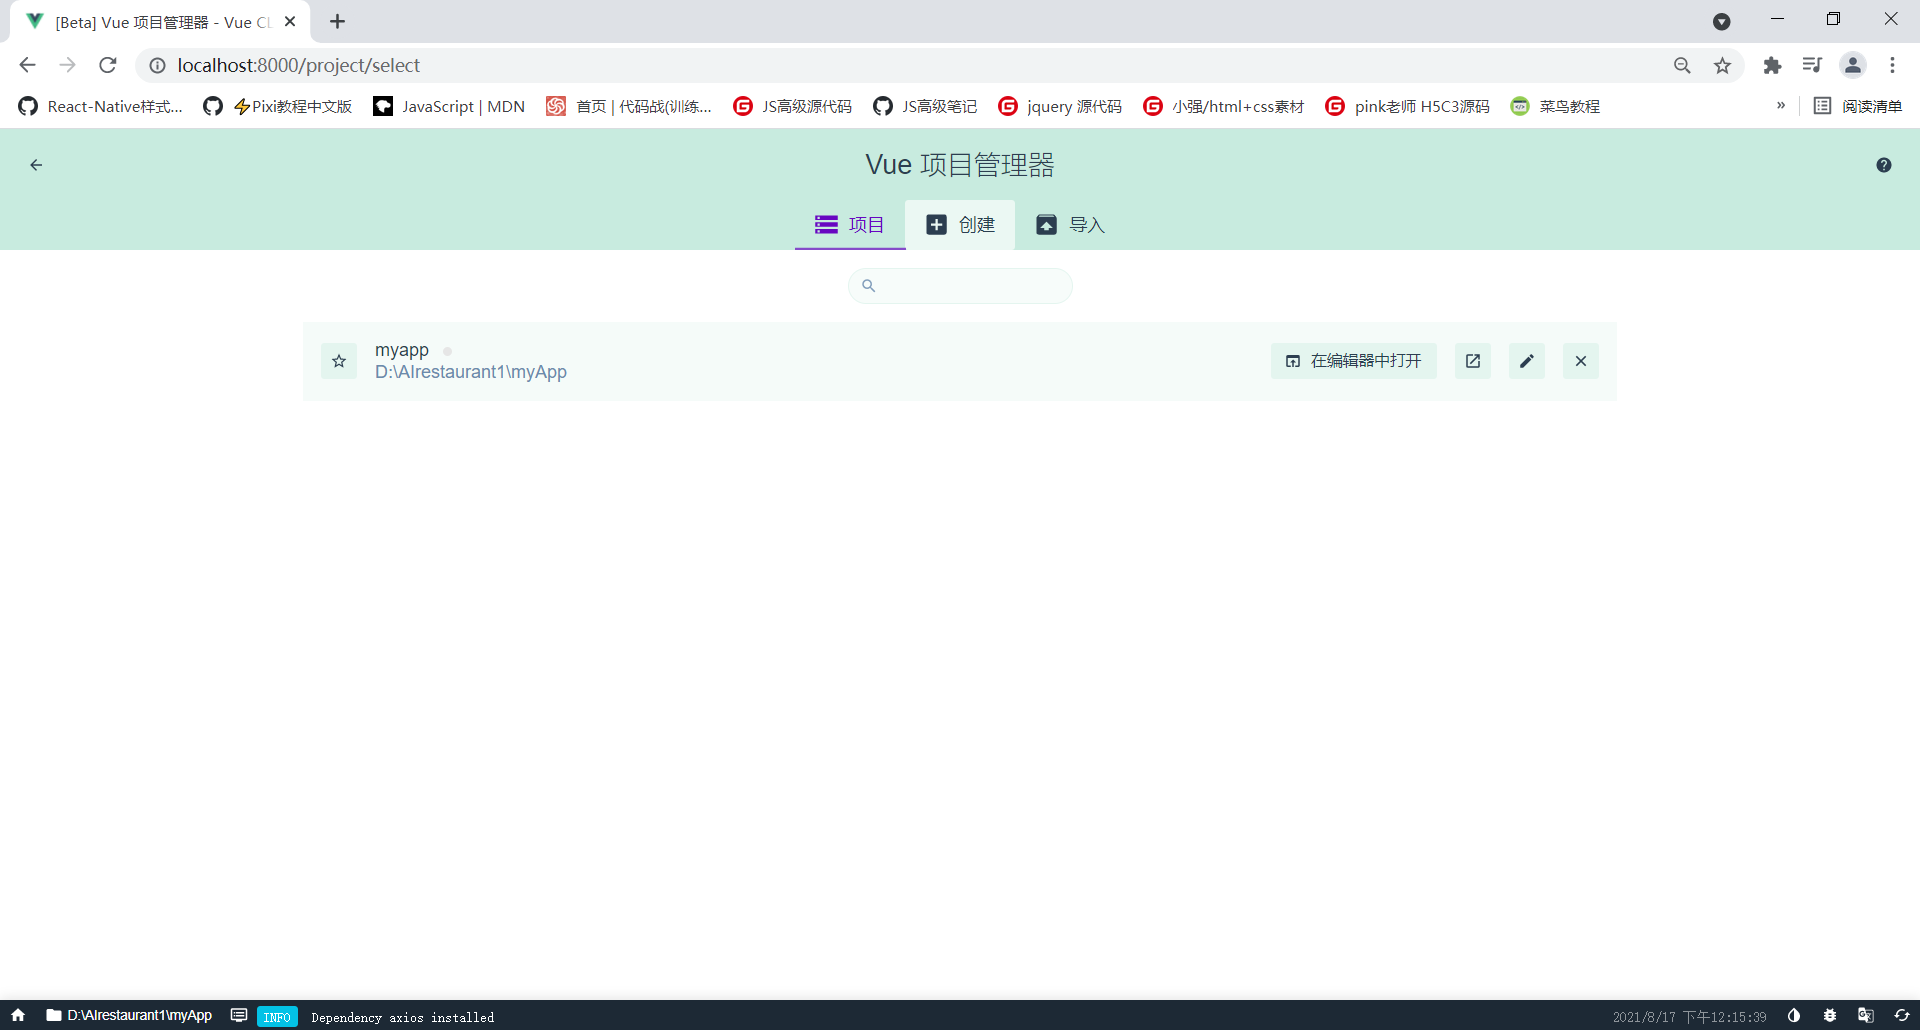 [Beta] Vue 项目管理器 - Vue CL
localhost:8000/project/select
React-Native样式... ⚡Pixi教程中文版 JavaScript | MDN 首页 | 代码战(训练... JS高级源代码 JS高级笔记 jquery 源代码 小强/html+css素材 pink老师 H5C3源码 菜鸟教程 » 阅读清单
Vue 项目管理器
项目 创建 导入
myapp
D:\AIrestaurant1\myApp
在编辑器中打开
D:\AIrestaurant1\myApp INFO Dependency axios installed 2021/8/17 下午12:15:39